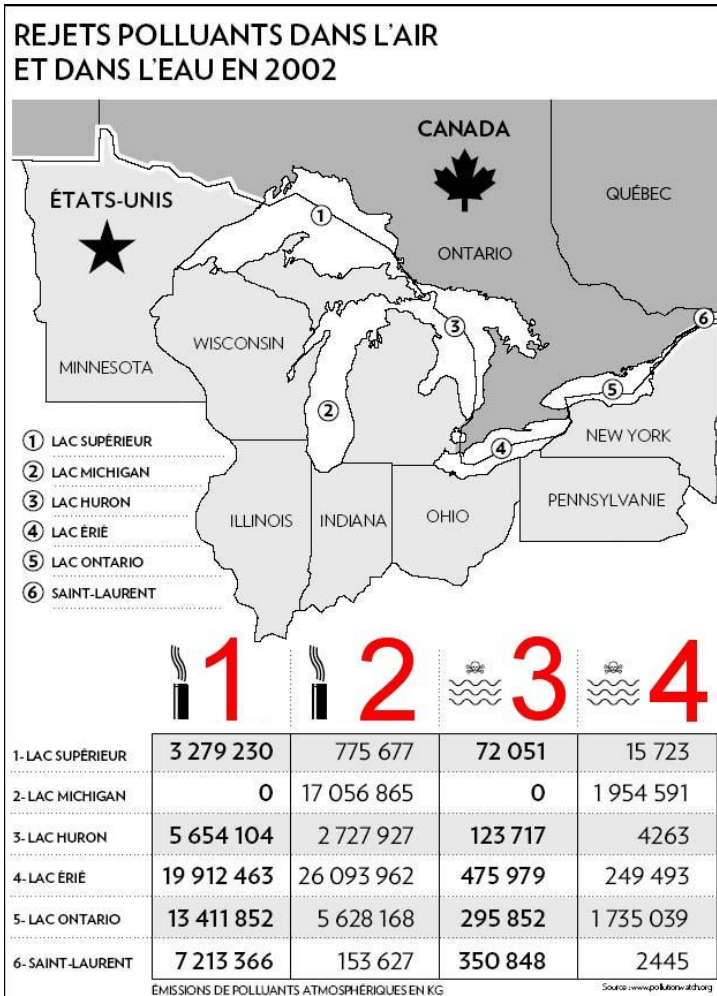 REJETS POLLUANTS DANS L'AIR
ET DANS L'EAU EN 2002
CANADA
ÉTATS-UNIS
QUÉBEC
ONTARIO
1
3
6
WISCONSIN
MINNESOTA
5
2
NEW YORK
4
1 LAC SUPÉRIEUR
2 LAC MICHIGAN
3 LAC HURON
4 LAC ÉRIÉ
5 LAC ONTARIO
6 SAINT-LAURENT
PENNSYLVANIE
ILLINOIS
INDIANA
OHIO
1 2 3 4
1- LAC SUPÉRIEUR 3 279 230 775 677 72 051 15 723
2- LAC MICHIGAN 0 17 056 865 0 1 954 591
3- LAC HURON 5 654 104 2 727 927 123 717 4263
4- LAC ÉRIÉ 19 912 463 26 093 962 475 979 249 493
5- LAC ONTARIO 13 411 852 5 628 168 295 852 1 735 039
6- SAINT-LAURENT 7 213 366 153 627 350 848 2445
ÉMISSIONS DE POLLUANTS ATMOSPHÉRIQUES EN KG
Source : www.pollutionwatch.org